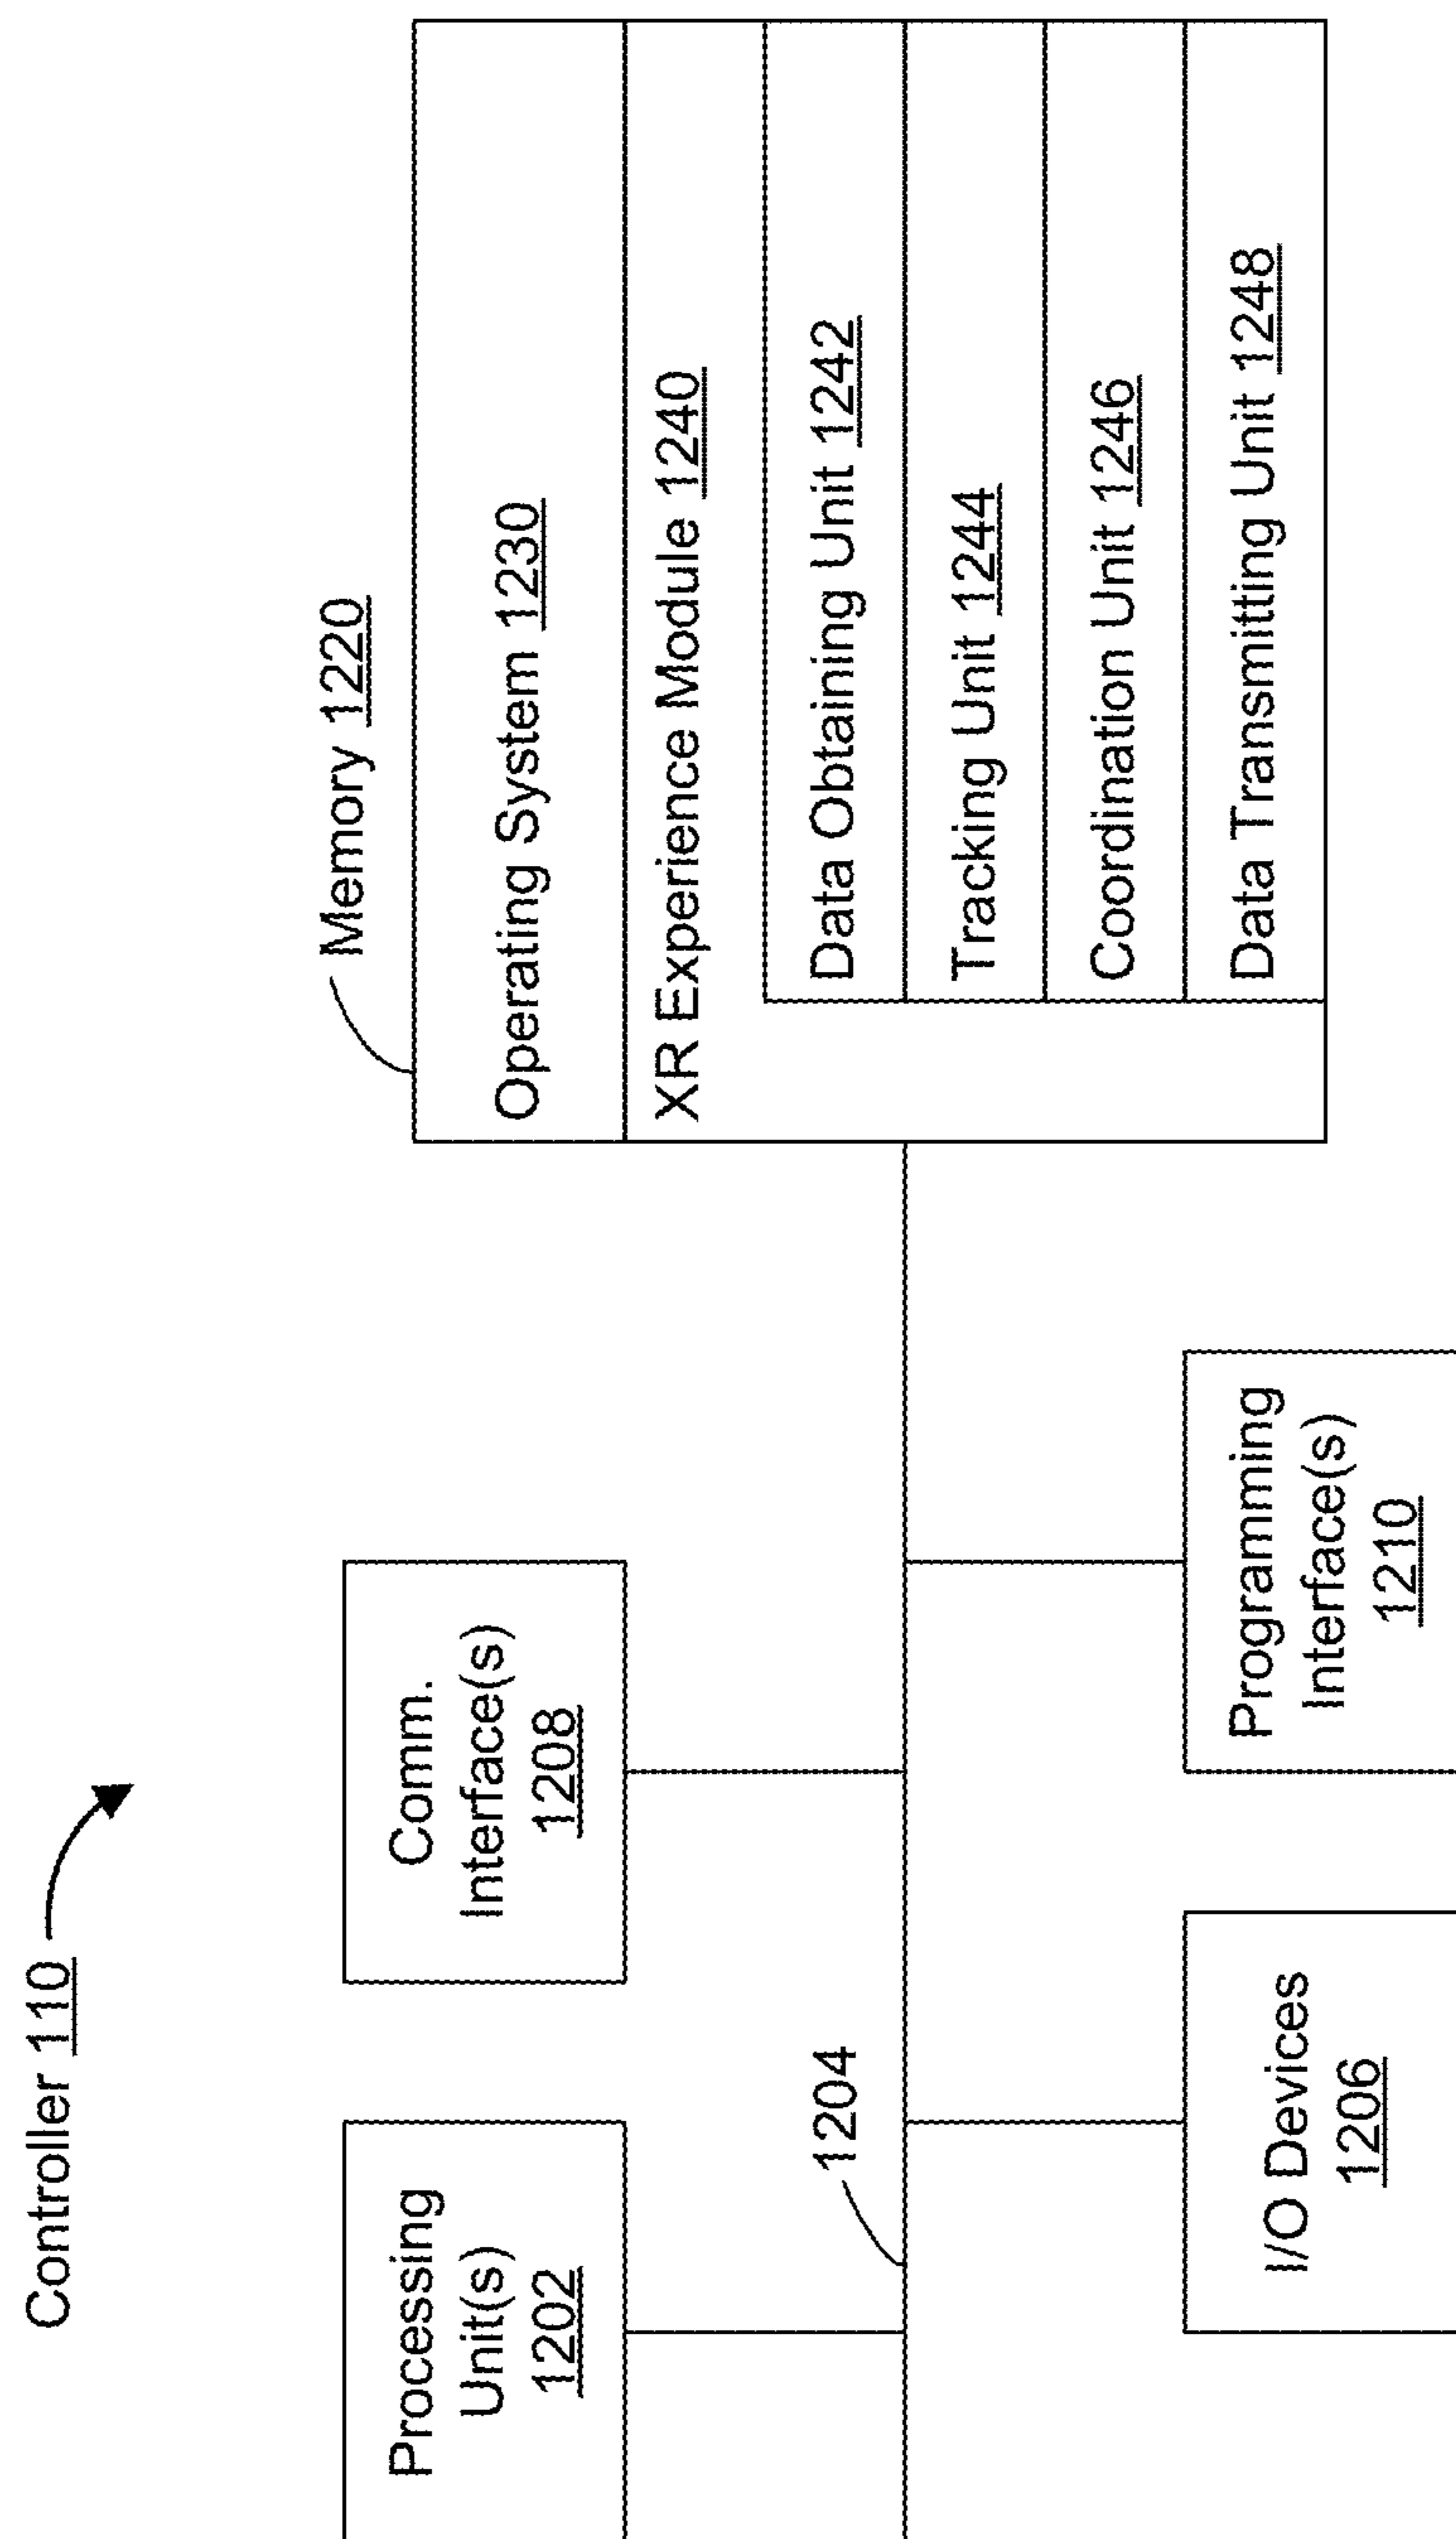 Controller 110
Processing
Unit(s)
1202
Comm.
Interface(s)
1208
Memory 1220
Operating System 1230
XR Experience Module 1240
Data Obtaining Unit 1242
Tracking Unit 1244
Coordination Unit 1246
Data Transmitting Unit 1248
1204
I/O Devices
1206
Programming
Interface(s)
1210